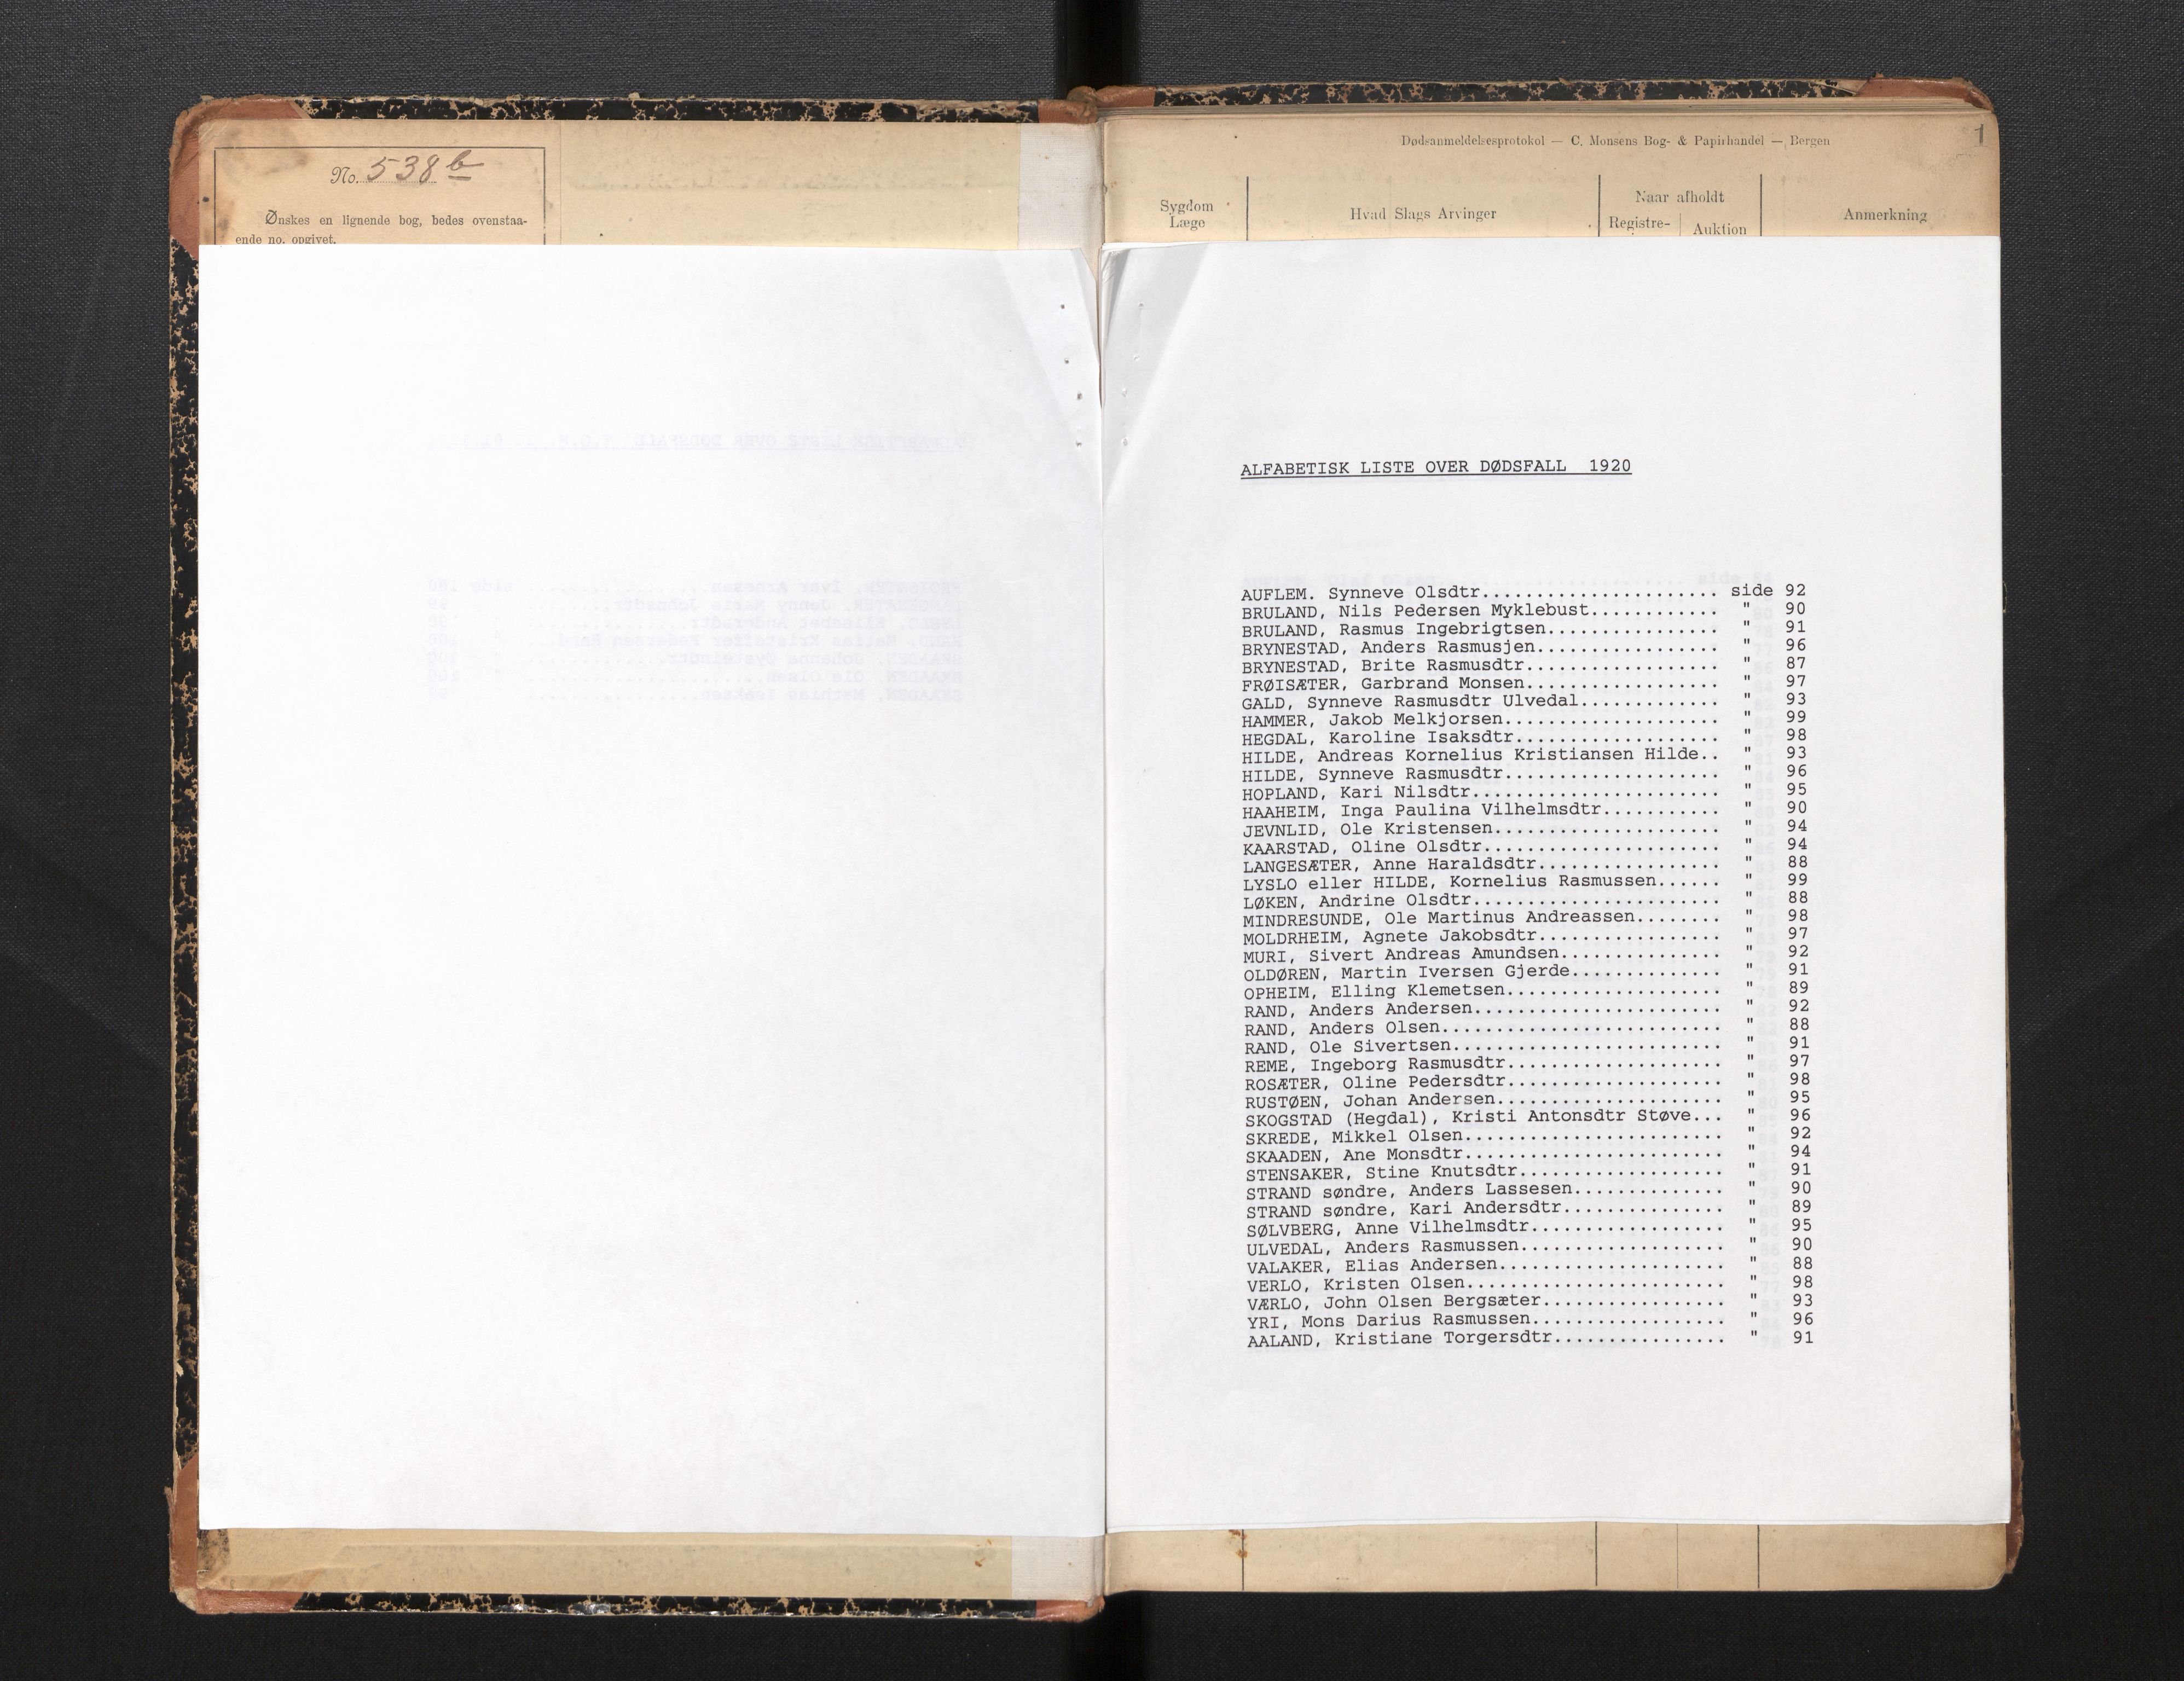 No. 538 b
Ønskes en lignende bog, bedes ovenstaa-
ende no. opgivet.
Dødsanmeldelsesprotokol — C. Monsens Bog- & Papirhandel — Bergen
1
Sygdom
Læge
Hvad Slags Arvinger
Naar afholdt
Registre-
Auktion
Anmerkning
ALFABETISK LISTE OVER DØDSFALL 1920
AUFLEM. Synneve Olsdtr...................... side 92
BRULAND, Nils Pedersen Myklebust............ " 90
BRULAND, Rasmus Ingebrigtsen................ " 91
BRYNESTAD, Anders Rasmusjen................. " 96
BRYNESTAD, Brite Rasmusdtr.................. " 87
FRØISÆTER, Garbrand Monsen.................. " 97
GALD, Synneve Rasmusdtr Ulvedal............. " 93
HAMMER, Jakob Melkjorsen.................... " 99
HEGDAL, Karoline Isaksdtr................... " 98
HILDE, Andreas Kornelius Kristiansen Hilde.. " 93
HILDE, Synneve Rasmusdtr.................... " 96
HOPLAND, Kari Nilsdtr....................... " 95
HAAHEIM, Inga Paulina Vilhelmsdtr........... " 90
JEVNLID, Ole Kristensen..................... " 94
KAARSTAD, Oline Olsdtr...................... " 94
LANGESÆTER, Anne Haraldsdtr................. " 88
LYSLO eller HILDE, Kornelius Rasmussen...... " 99
LØKEN, Andrine Olsdtr....................... " 88
MINDRESUNDE, Ole Martinus Andreassen........ " 98
MOLDRHEIM, Agnete Jakobsdtr................. " 97
MURI, Sivert Andreas Amundsen............... " 92
OLDØREN, Martin Iversen Gjerde.............. " 91
OPHEIM, Elling Klemetsen.................... " 89
RAND, Anders Andersen....................... " 92
RAND, Anders Olsen.......................... " 88
RAND, Ole Sivertsen......................... " 91
REME, Ingeborg Rasmusdtr.................... " 97
ROSÆTER, Oline Pedersdtr.................... " 98
RUSTØEN, Johan Andersen..................... " 95
SKOGSTAD (Hegdal), Kristi Antonsdtr Støve... " 96
SKREDE, Mikkel Olsen........................ " 92
SKAADEN, Ane Monsdtr........................ " 94
STENSAKER, Stine Knutsdtr................... " 91
STRAND søndre, Anders Lassesen.............. " 90
STRAND søndre, Kari Andersdtr............... " 89
SØLVBERG, Anne Vilhelmsdtr.................. " 95
ULVEDAL, Anders Rasmussen................... " 90
VALAKER, Elias Andersen..................... " 88
VERLO, Kristen Olsen........................ " 98
VÆRLO, John Olsen Bergsæter................. " 93
YRI, Mons Darius Rasmussen.................. " 96
AALAND, Kristiane Torgersdtr................ " 91